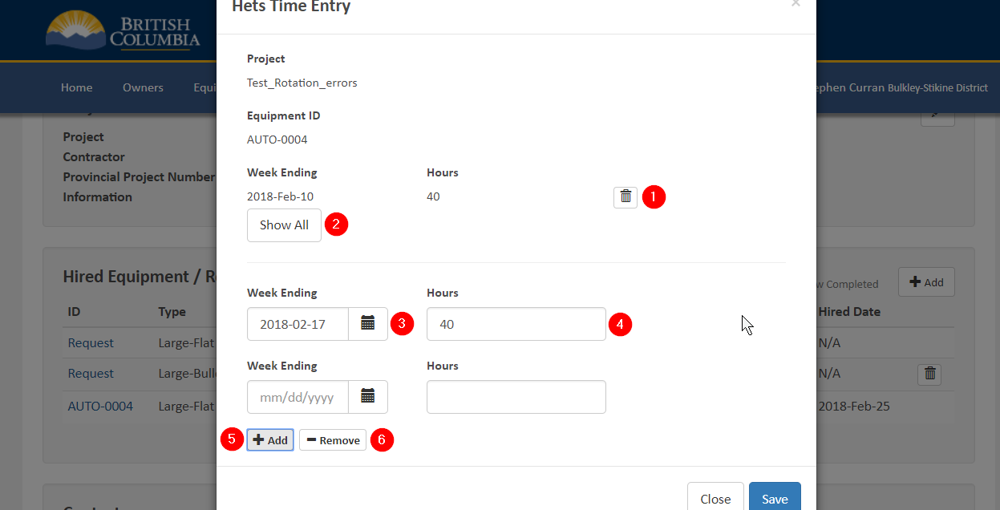 Hets Time Entry
×
BRITISH
COLUMBIA
Home Owners Equi
ephen Curran Bulkley-Stikine District
Project
Test_Rotation_errors
Equipment ID
AUTO-0004
Week Ending Hours
2018-Feb-10 40 1
Show All 2
Week Ending Hours
2018-02-17 3 40 4
Week Ending Hours
mm/dd/yyyy
5 Add Remove 6
Close Save
Project
Contractor
Provincial Project Number
Information
Hired Equipment / R
w Completed Add
ID Type Hired Date
Request Large-Flat N/A
Request Large-Bull N/A
AUTO-0004 Large-Flat 2018-Feb-25